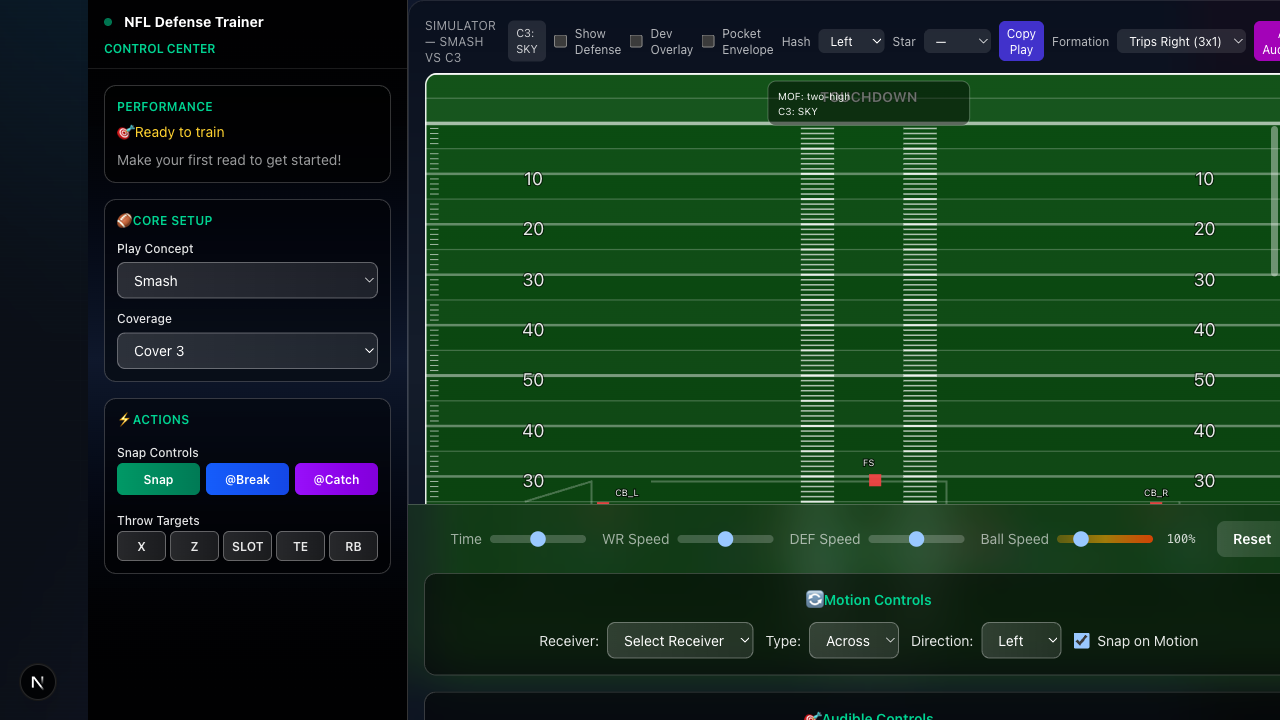 NFL Defense Trainer
CONTROL CENTER
PERFORMANCE
🎯Ready to train
Make your first read to get started!
🏈CORE SETUP
Play Concept
Smash
Coverage
Cover 3
⚡ACTIONS
Snap Controls
Snap @Break @Catch
Throw Targets
X Z SLOT TE RB
N
SIMULATOR
— SMASH
VS C3
C3:
SKY
Show
Defense
Dev
Overlay
Pocket
Envelope
Hash Left Star —
Copy
Play
Formation Trips Right (3x1)
MOF: two-high
TOUCHDOWN
C3: SKY
10 10
20 20
30 30
40 40
50 50
40 40
FS
30 30
CB_L CB_R
Time WR Speed DEF Speed Ball Speed 100% Reset
🔄Motion Controls
Receiver: Select Receiver Type: Across Direction: Left Snap on Motion
🎯Audible Controls